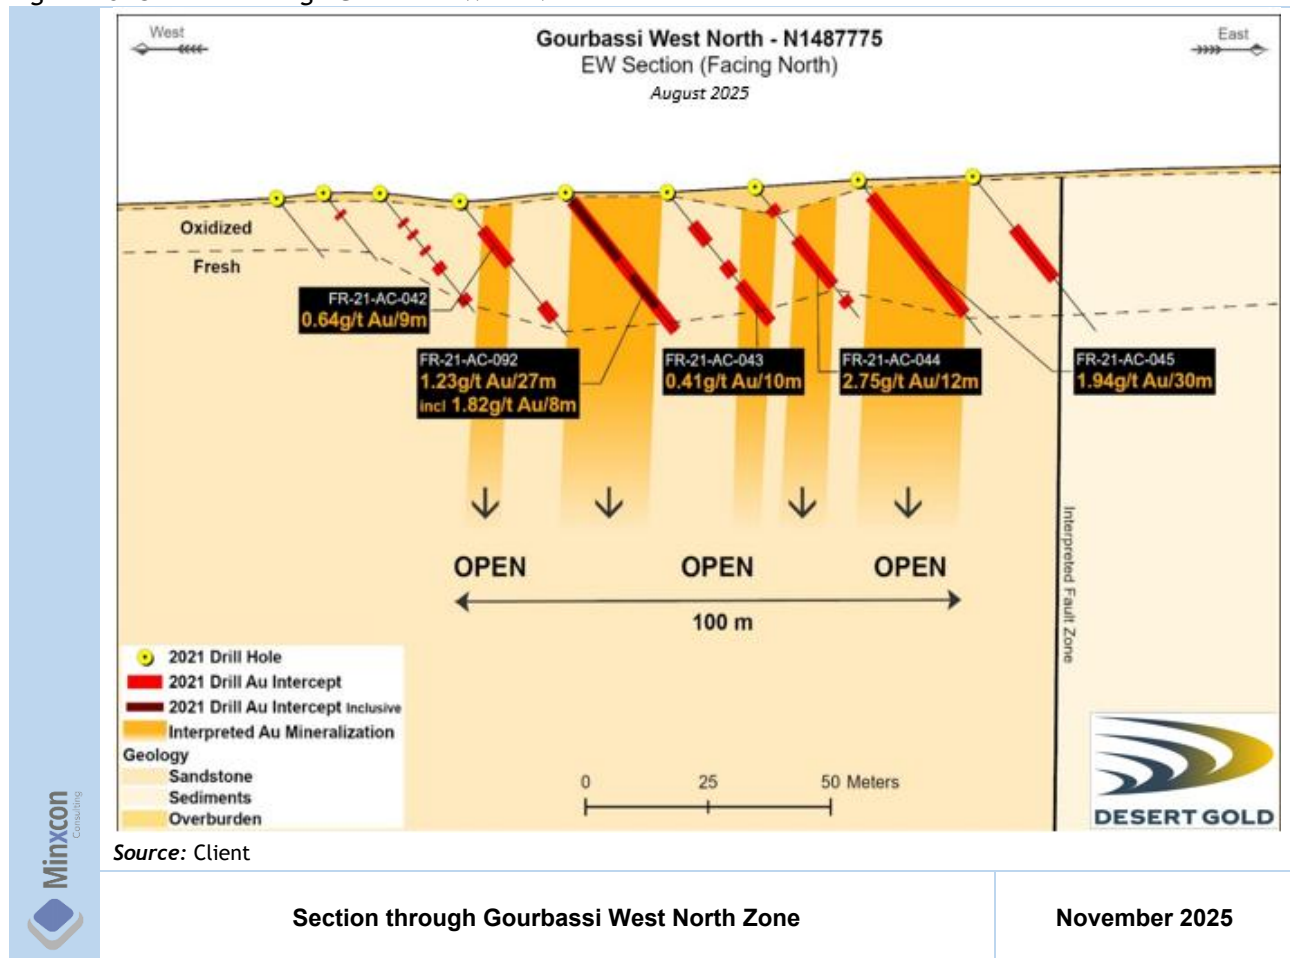 West
Gourbassi West North - N1487775
EW Section (Facing North)
August 2025
East
Oxidized
Fresh
FR-21-AC-042
0.64g/t Au/9m
FR-21-AC-092
1.23g/t Au/27m
incl 1.82g/t Au/8m
FR-21-AC-043
0.41g/t Au/10m
FR-21-AC-044
2.75g/t Au/12m
FR-21-AC-045
1.94g/t Au/30m
OPEN
OPEN
OPEN
100 m
Interpreted Fault Zone
2021 Drill Hole
2021 Drill Au Intercept
2021 Drill Au Intercept Inclusive
Interpreted Au Mineralization
Geology
Sandstone
Sediments
Overburden
0 25 50 Meters
DESERT GOLD
Minxcon
Consulting
Source: Client
Section through Gourbassi West North Zone
November 2025